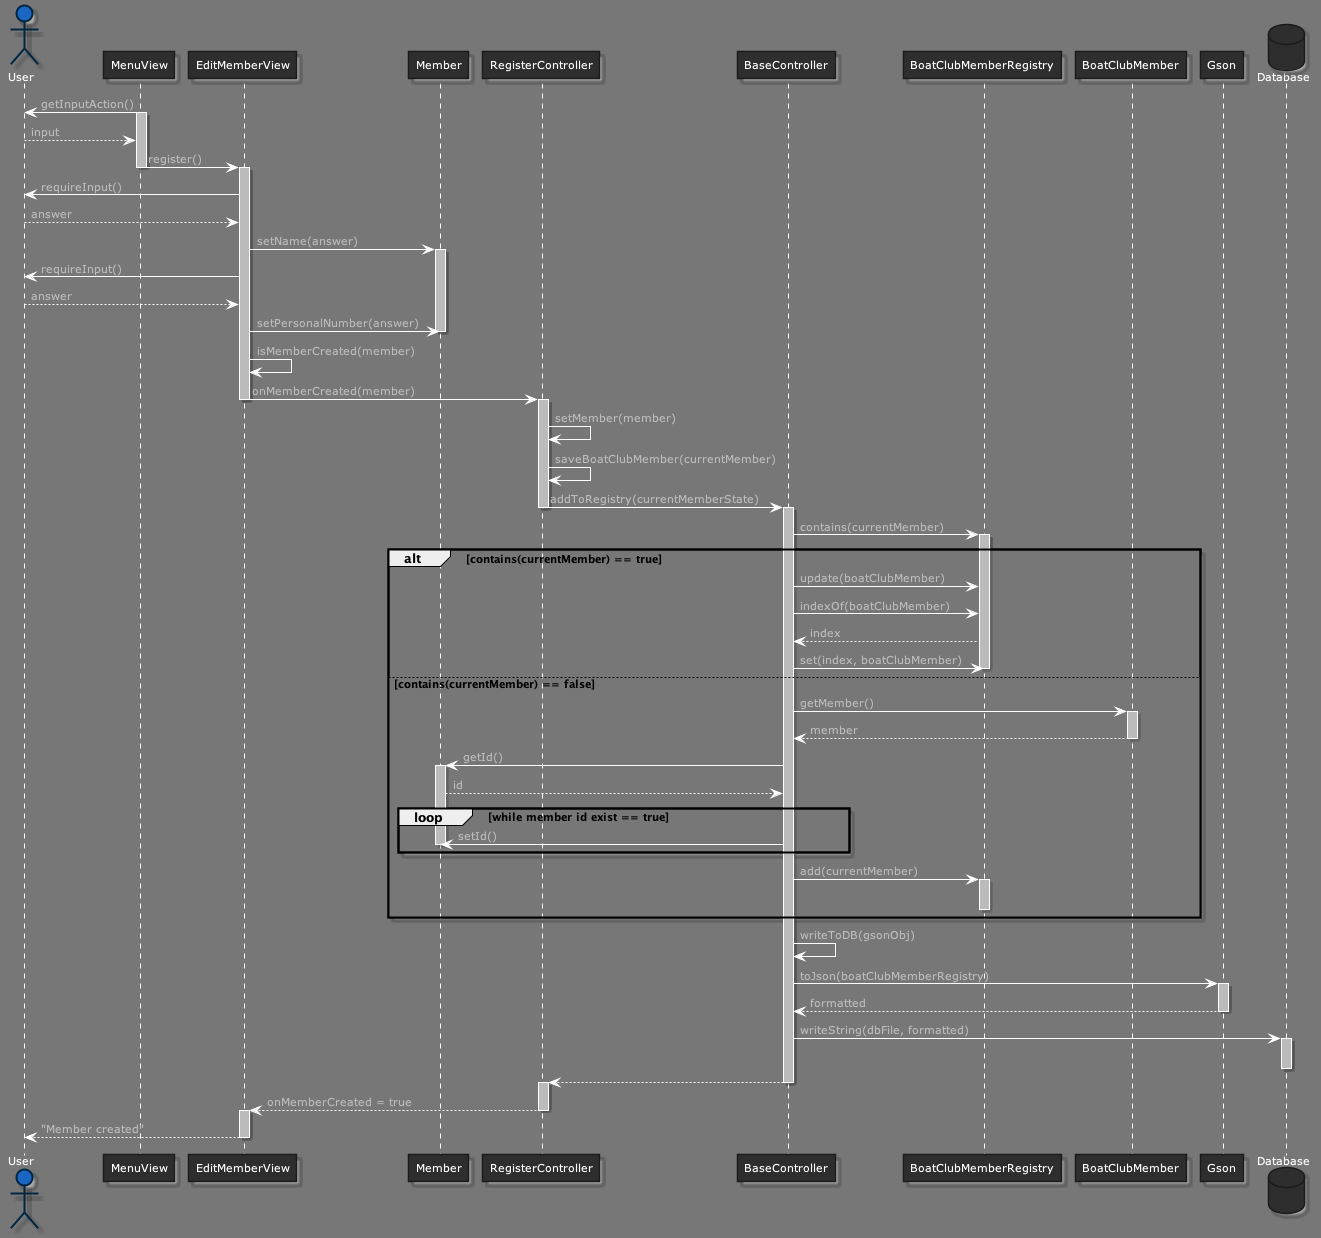 User
MenuView
EditMemberView
Member
RegisterController
BaseController
BoatClubMemberRegistry
BoatClubMember
Gson
Database
getInputAction()
input
register()
requireInput()
answer
setName(answer)
requireInput()
answer
setPersonalNumber(answer)
isMemberCreated(member)
onMemberCreated(member)
setMember(member)
saveBoatClubMember(currentMember)
addToRegistry(currentMemberState)
contains(currentMember)
alt [contains(currentMember) == true]
update(boatClubMember)
indexOf(boatClubMember)
index
set(index, boatClubMember)
[contains(currentMember) == false]
getMember()
member
getId()
id
loop [while member id exist == true]
setId()
add(currentMember)
writeToDB(gsonObj)
toJson(boatClubMemberRegistry)
formatted
writeString(dbFile, formatted)
onMemberCreated = true
"Member created"
User
MenuView
EditMemberView
Member
RegisterController
BaseController
BoatClubMemberRegistry
BoatClubMember
Gson
Database